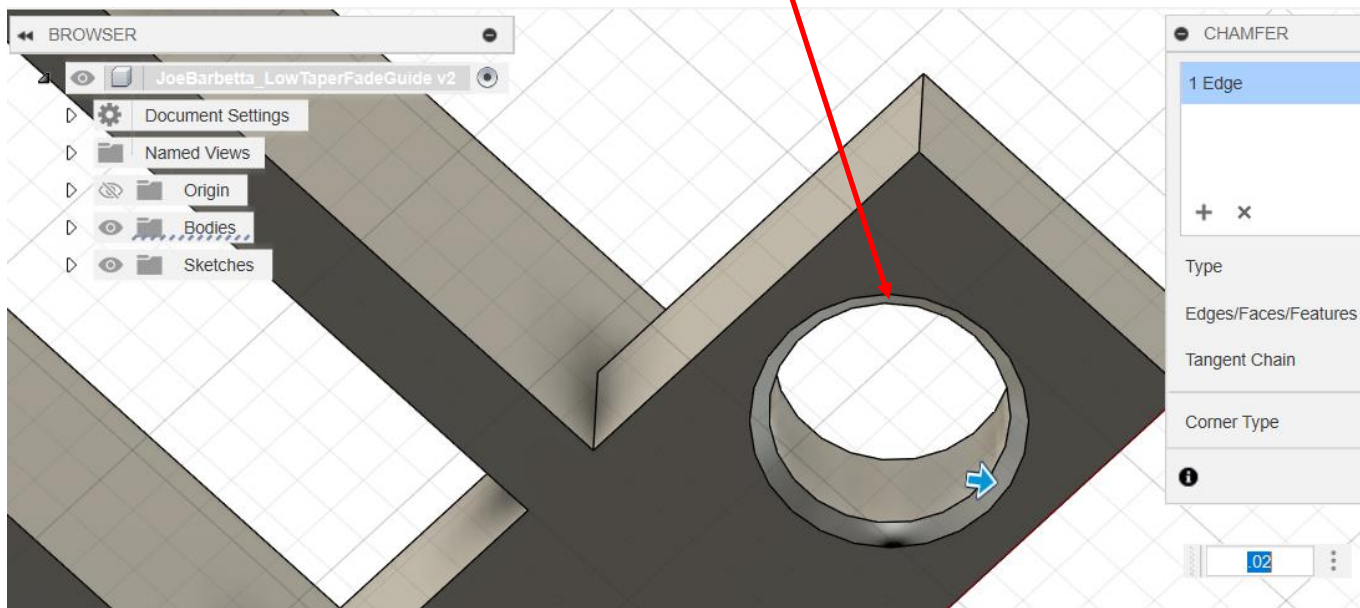 BROWSER
JoeBarbetta_LowTaperFadeGuide v2
Document Settings
Named Views
Origin
Bodies
Sketches
CHAMFER
1 Edge
Type
Edges/Faces/Features
Tangent Chain
Corner Type
.02